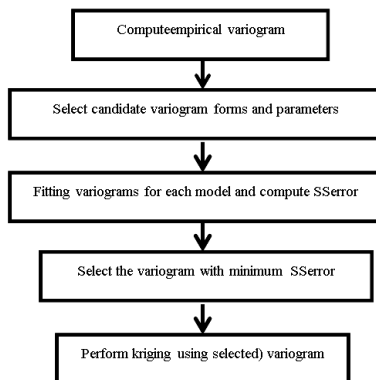 Computeempirical variogram
Select candidate variogram forms and parameters
Fitting variograms for each model and compute SSerror
Select the variogram with minimum SSerror
Perform kriging using selected) variogram